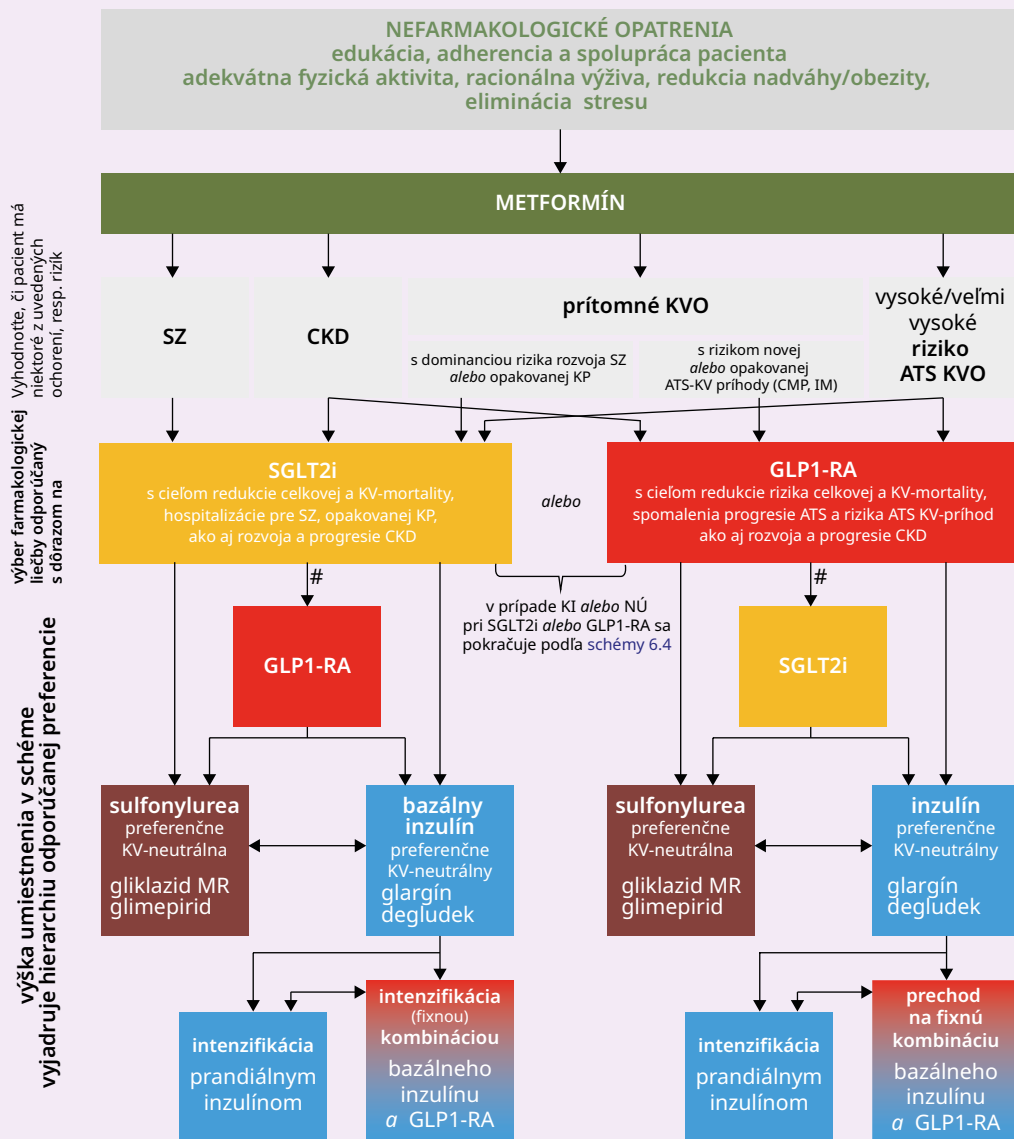 NEFARMAKOLOGICKÉ OPATRENIA
edukácia, adherencia a spolupráca pacienta
adekvátna fyzická aktivita, racionálna výživa, redukcia nadváhy/obezity,
eliminácia stresu
METFORMÍN
Vyhodnoťte, či pacient má
niektoré z uvedených
ochorení, resp. rizík
SZ
CKD
prítomné KVO
s dominanciou rizika rozvoja SZ
alebo opakovanej KP
s rizikom novej
alebo opakovanej
ATS-KV príhody (CMP, IM)
vysoké/veľmi
vysoké
riziko
ATS KVO
výber farmakologickej
liečby odporúčaný
s dôrazom na
SGLT2i
s cieľom redukcie celkovej a KV-mortality,
hospitalizácie pre SZ, opakovanej KP,
ako aj rozvoja a progresie CKD
alebo
GLP1-RA
s cieľom redukcie rizika celkovej a KV-mortality,
spomalenia progresie ATS a rizika ATS KV-príhod
ako aj rozvoja a progresie CKD
#
#
v prípade KI alebo NÚ
pri SGLT2i alebo GLP1-RA sa
pokračuje podľa schémy 6.4
výška umiestnenia v schéme
vyjadruje hierarchiu odporúčanej preferencie
GLP1-RA
SGLT2i
sulfonylurea
preferenčne
KV-neutrálna
gliklazid MR
glimepirid
bazálny
inzulín
preferenčne
KV-neutrálny
glargín
degludek
sulfonylurea
preferenčne
KV-neutrálna
gliklazid MR
glimepirid
inzulín
preferenčne
KV-neutrálny
glargín
degludek
intenzifikácia
prandiálnym
inzulínom
intenzifikácia
(fixnou)
kombináciou
bazálneho
inzulínu
a GLP1-RA
intenzifikácia
prandiálnym
inzulínom
prechod
na fixnú
kombináciu
bazálneho
inzulínu
a GLP1-RA